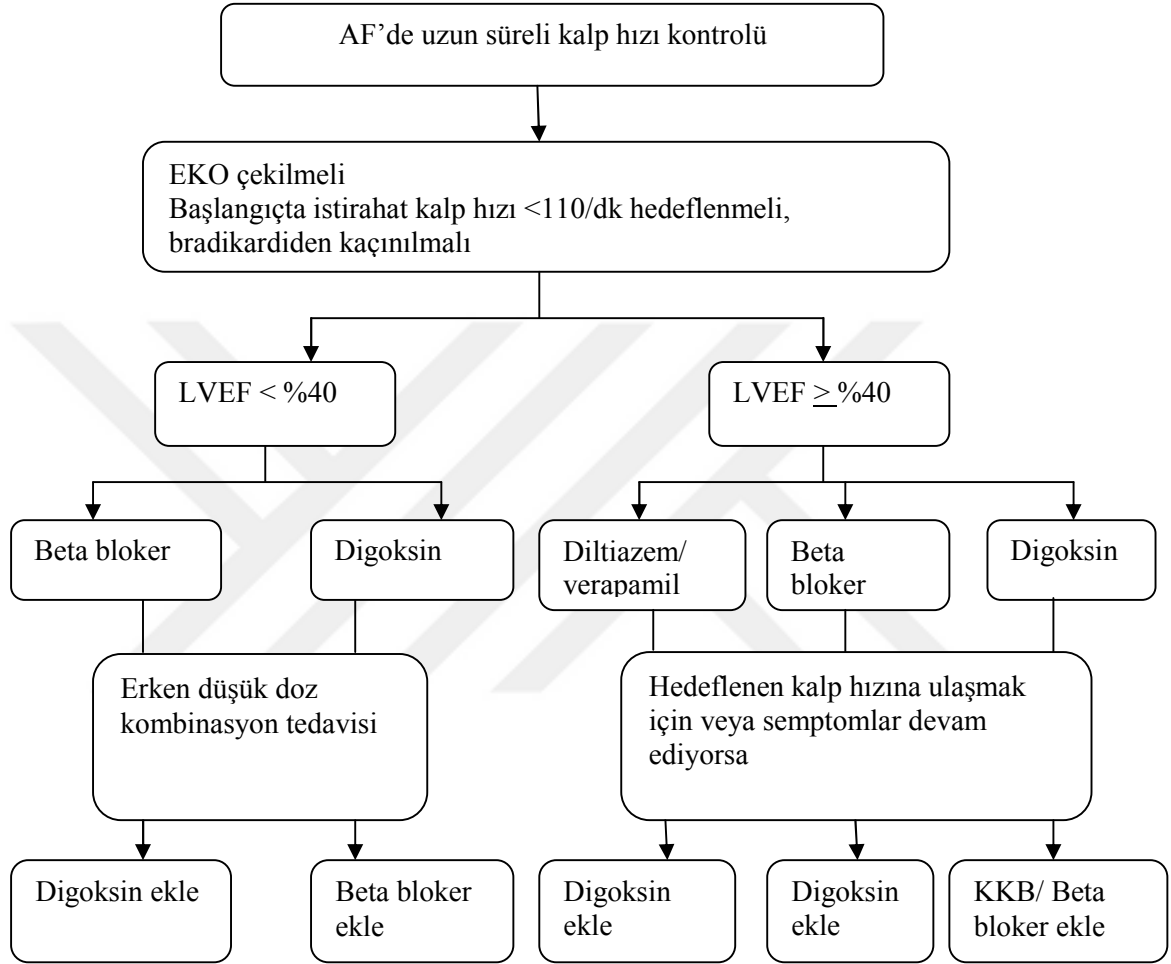 AF’de uzun süreli kalp hızı kontrolü
EKO çekilmeli
Başlangıçta istirahat kalp hızı <110/dk hedeflenmeli,
bradikardiden kaçınılmalı
LVEF < %40
LVEF ≥ %40
Beta bloker
Digoksin
Diltiazem/
verapamil
Beta
bloker
Digoksin
Erken düşük doz
kombinasyon tedavisi
Hedeflenen kalp hızına ulaşmak
için veya semptomlar devam
ediyorsa
Digoksin ekle
Beta bloker
ekle
Digoksin
ekle
Digoksin
ekle
KKB/ Beta
bloker ekle